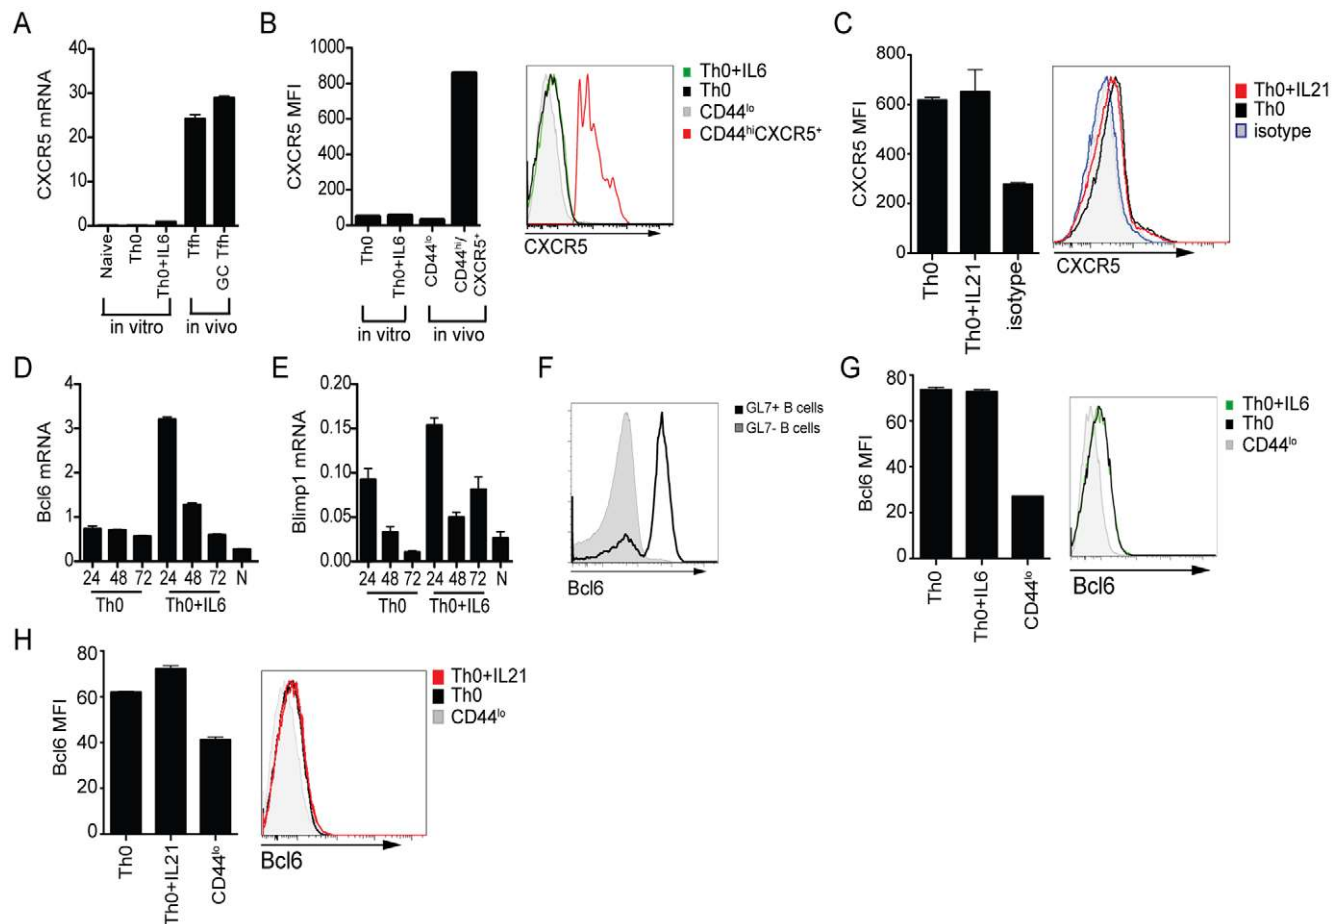 A
CXCR5 mRNA
40
30
20
10
0
Naive
Th0
Th0+IL6
Tfh
GC Tfh
in vitro
in vivo
B
CXCR5 MFI
1000
800
600
400
200
0
Th0
Th0+IL6
CD44lo
CD44hi/
CXCR5+
in vitro
in vivo
Th0+IL6
Th0
CD44lo
CD44hiCXCR5+
CXCR5
C
CXCR5 MFI
800
600
400
200
0
Th0
Th0+IL21
isotype
Th0+IL21
Th0
isotype
CXCR5
D
Bcl6 mRNA
4
3
2
1
0
24 48 72 24 48 72 N
Th0 Th0+IL6
E
Blimp1 mRNA
0.20
0.15
0.10
0.05
0.00
24 48 72 24 48 72 N
Th0 Th0+IL6
F
GL7+ B cells
GL7- B cells
Bcl6
G
Bcl6 MFI
80
60
40
20
0
Th0
Th0+IL6
CD44lo
Th0+IL6
Th0
CD44lo
Bcl6
H
Bcl6 MFI
80
60
40
20
0
Th0
Th0+IL21
CD44lo
Th0+IL21
Th0
CD44lo
Bcl6